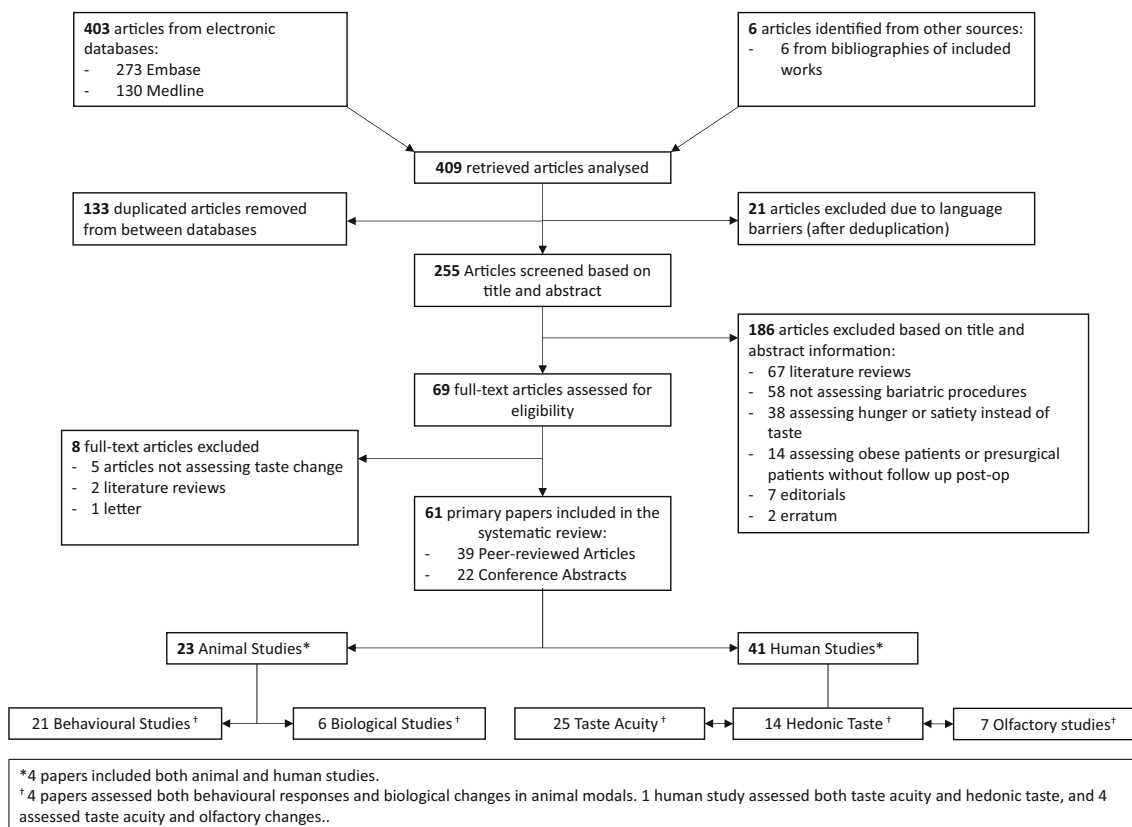 403 articles from electronic
databases:
- 273 Embase
- 130 Medline
6 articles identified from other sources:
- 6 from bibliographies of included
works
409 retrieved articles analysed
133 duplicated articles removed
from between databases
21 articles excluded due to language
barriers (after deduplication)
255 Articles screened based on
title and abstract
186 articles excluded based on title and
abstract information:
- 67 literature reviews
- 58 not assessing bariatric procedures
- 38 assessing hunger or satiety instead of
taste
- 14 assessing obese patients or presurgical
patients without follow up post-op
- 7 editorials
- 2 erratum
69 full-text articles assessed for
eligibility
8 full-text articles excluded
- 5 articles not assessing taste change
- 2 literature reviews
- 1 letter
61 primary papers included in the
systematic review:
- 39 Peer-reviewed Articles
- 22 Conference Abstracts
23 Animal Studies*
41 Human Studies*
21 Behavioural Studies †
6 Biological Studies †
25 Taste Acuity †
14 Hedonic Taste †
7 Olfactory studies†
*4 papers included both animal and human studies.
† 4 papers assessed both behavioural responses and biological changes in animal modals. 1 human study assessed both taste acuity and hedonic taste, and 4
assessed taste acuity and olfactory changes..